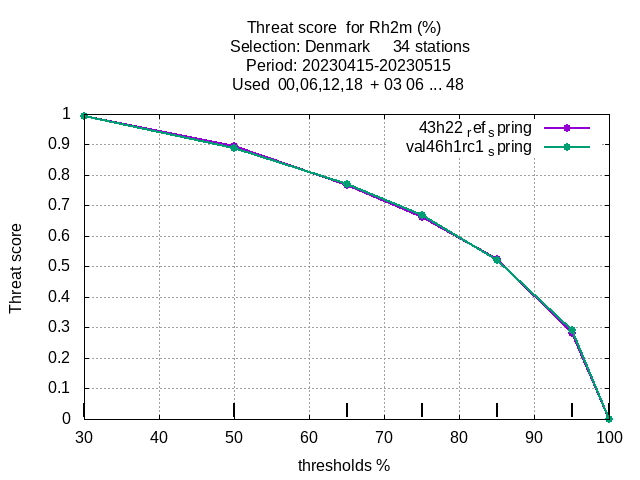 Threat score for Rh2m (%)
Selection: Denmark 34 stations
Period: 20230415-20230515
Used 00,06,12,18 + 03 06 ... 48
43h22 ref spring
val46h1rc1 spring
1
0.9
0.8
0.7
0.6
0.5
0.4
0.3
0.2
0.1
0
Threat score
30 40 50 60 70 80 90 100
thresholds %